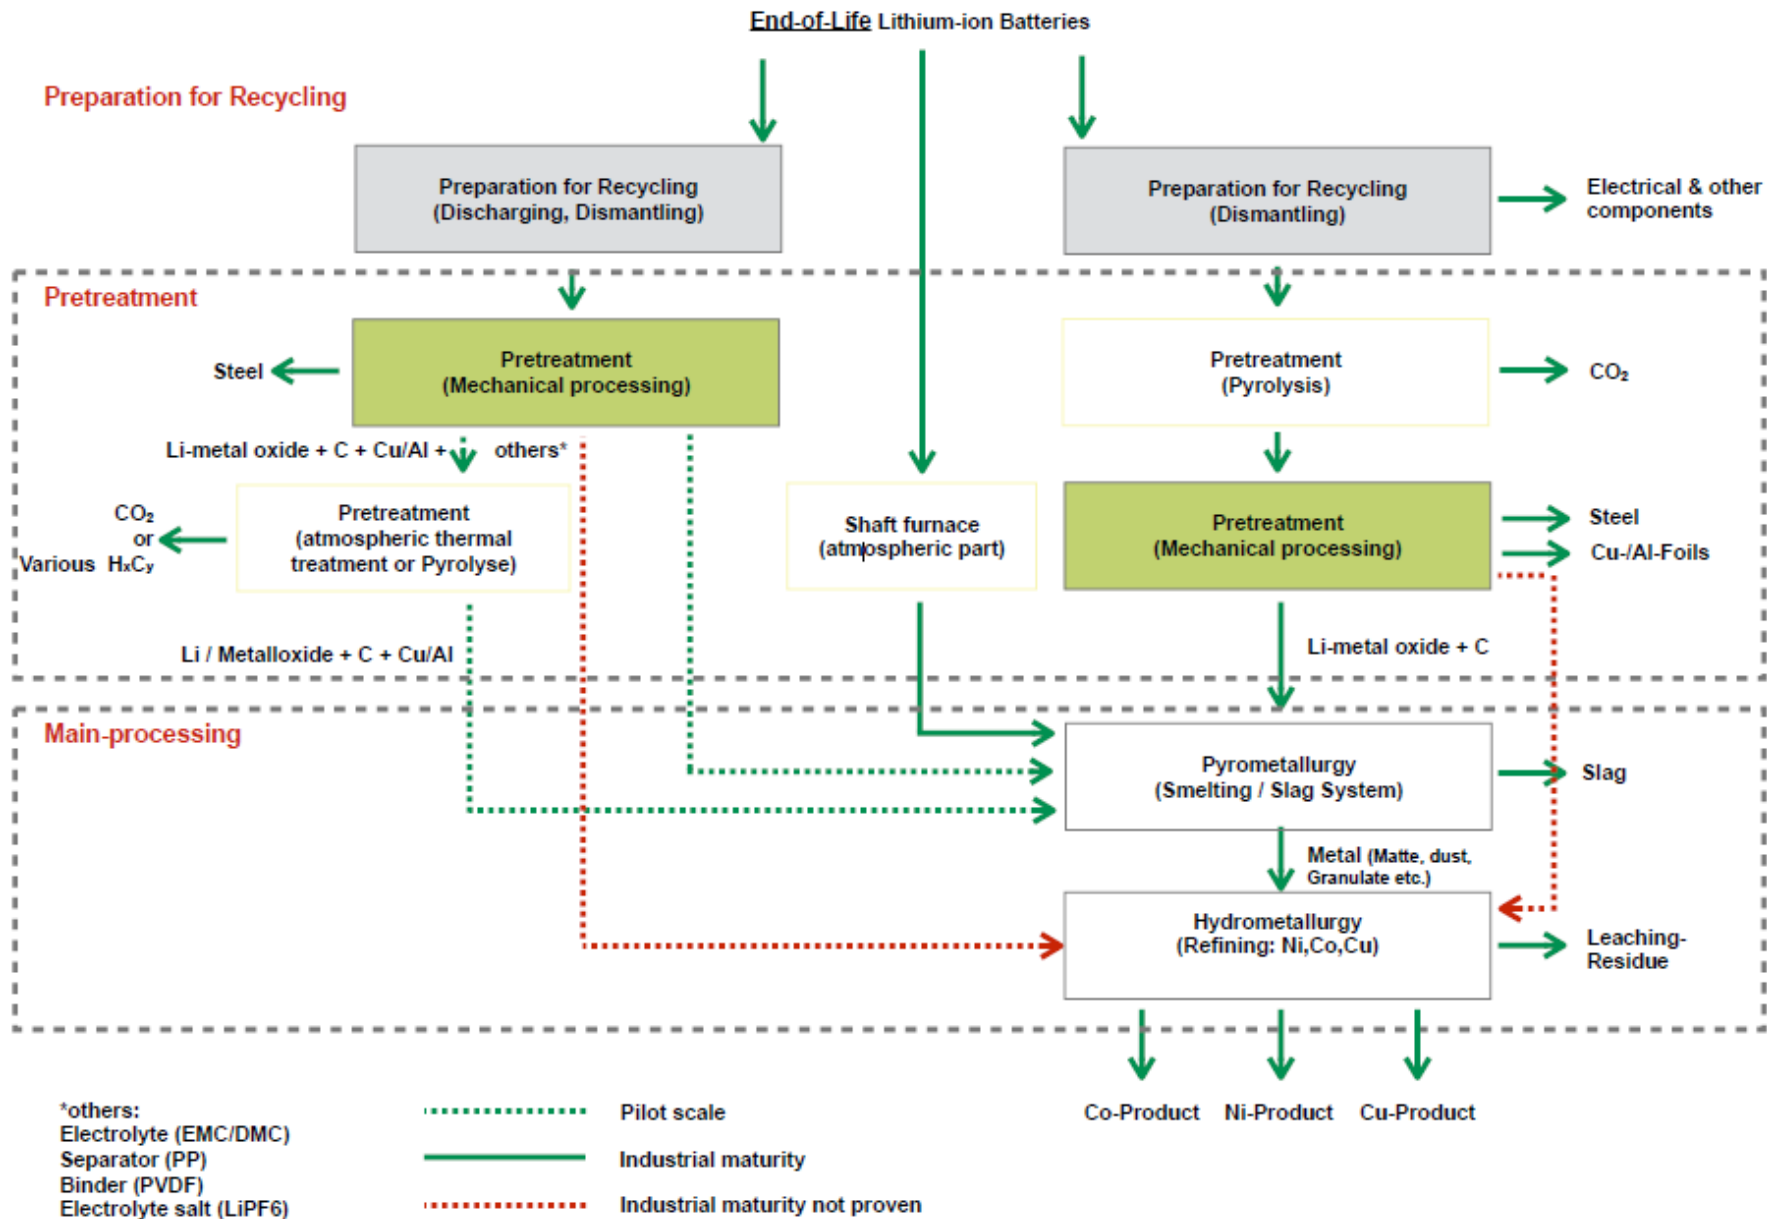 End-of-Life Lithium-ion Batteries
Preparation for Recycling
Preparation for Recycling
(Discharging, Dismantling)
Preparation for Recycling
(Dismantling)
Electrical & other
components
Pretreatment
Pretreatment
(Mechanical processing)
Steel
Pretreatment
(Pyrolysis)
CO₂
Li-metal oxide + C + Cu/Al + others*
Pretreatment
(atmospheric thermal
treatment or Pyrolyse)
CO₂
or
Various HxCy
Shaft furnace
(atmospheric part)
Pretreatment
(Mechanical processing)
Steel
Cu-/Al-Foils
Li / Metalloxide + C + Cu/Al
Li-metal oxide + C
Main-processing
Pyrometallurgy
(Smelting / Slag System)
Slag
Metal (Matte, dust,
Granulate etc.)
Hydrometallurgy
(Refining: Ni,Co,Cu)
Leaching-
Residue
Co-Product Ni-Product Cu-Product
*others:
Electrolyte (EMC/DMC)
Separator (PP)
Binder (PVDF)
Electrolyte salt (LiPF6)
Pilot scale
Industrial maturity
Industrial maturity not proven